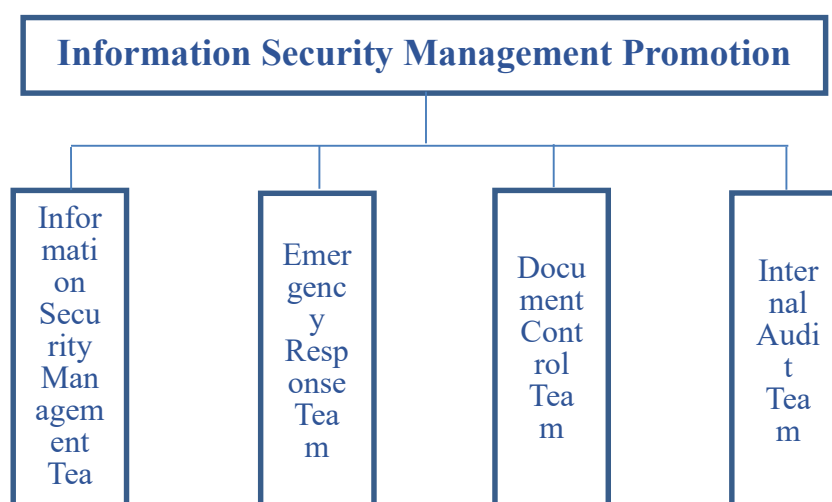 Information Security Management Promotion
Infor
mati
on
Secu
rity
Man
agem
ent
Tea
Emer
genc
y
Resp
onse
Tea
m
Docu
ment
Cont
rol
Tea
m
Inter
nal
Audi
t
Tea
m